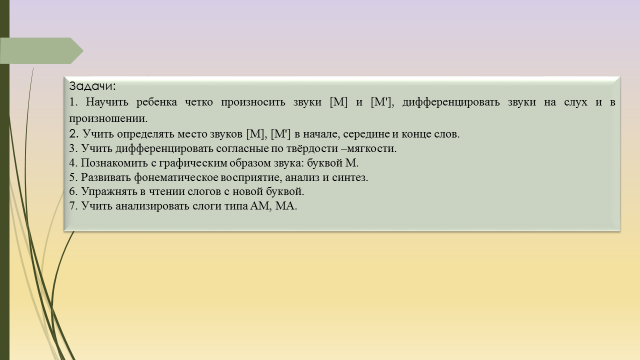 Задачи:
1. Научить ребенка четко произносить звуки [М] и [М'], дифференцировать звуки на слух и в
произношении.
2. Учить определять место звуков [М], [М'] в начале, середине и конце слов.
3. Учить дифференцировать согласные по твёрдости –мягкости.
4. Познакомить с графическим образом звука: буквой М.
5. Развивать фонематическое восприятие, анализ и синтез.
6. Упражнять в чтении слогов с новой буквой.
7. Учить анализировать слоги типа АМ, МА.